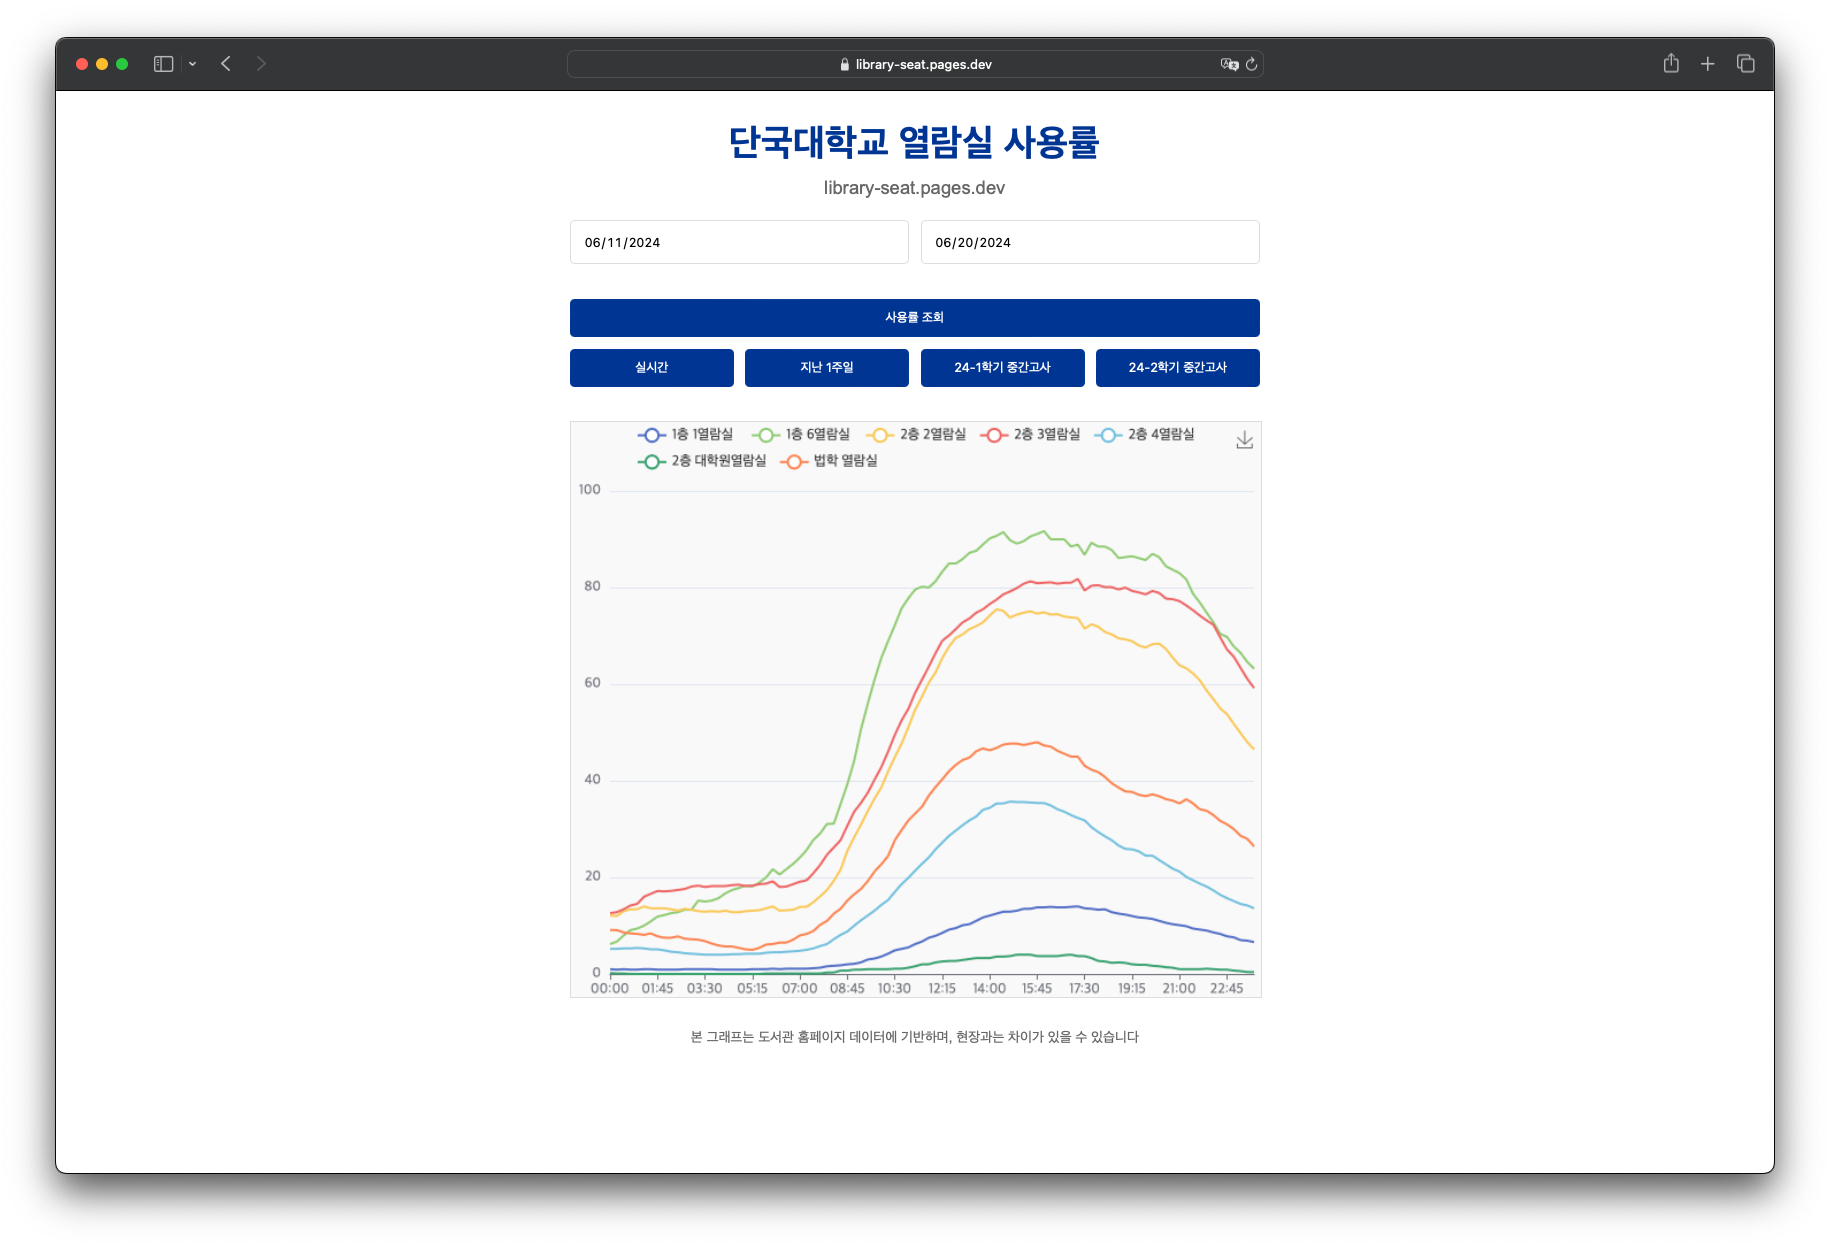 library-seat.pages.dev
단국대학교 열람실 사용률
library-seat.pages.dev
06/11/2024 06/20/2024
사용률 조회
실시간 지난 1주일 24-1학기 중간고사 24-2학기 중간고사
1층 1열람실 1층 6열람실 2층 2열람실 2층 3열람실 2층 4열람실
2층 대학원열람실 법학 열람실
100
80
60
40
20
0
00:00 01:45 03:30 05:15 07:00 08:45 10:30 12:15 14:00 15:45 17:30 19:15 21:00 22:45
본 그래프는 도서관 홈페이지 데이터에 기반하며, 현장과는 차이가 있을 수 있습니다